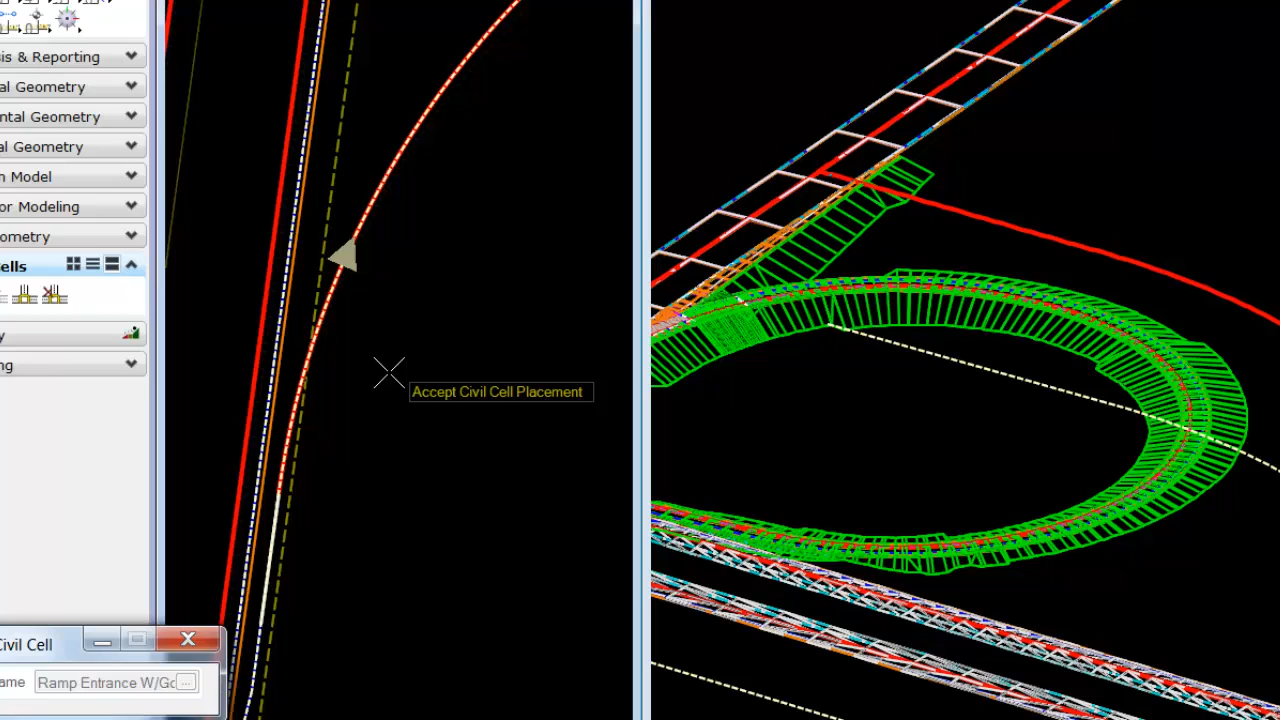 is & Reporting
al Geometry
ntal Geometry
al Geometry
n Model
or Modeling
ometry
ells
y
ng
Accept Civil Cell Placement
Civil Cell
ame
Ramp Entrance W/Go
...